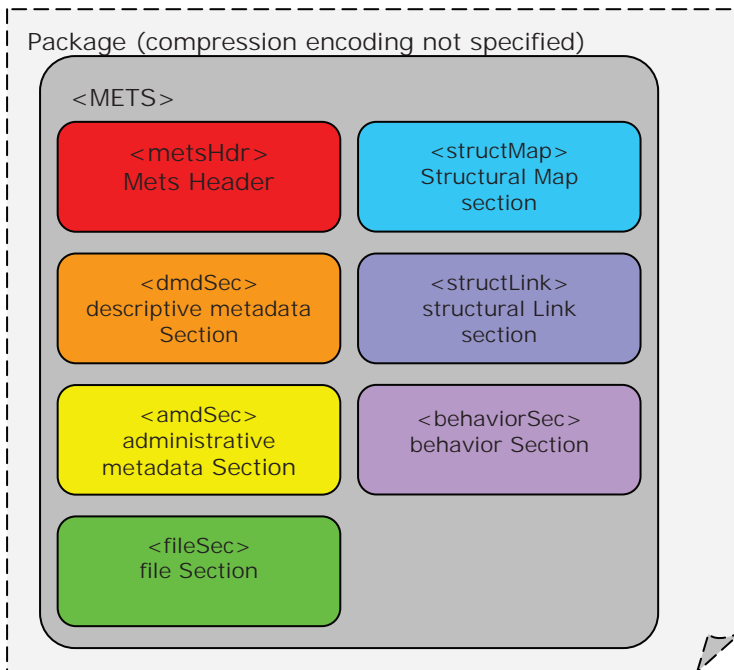 Package (compression encoding not specified)
<METS>
<metsHdr>
Mets Header
<dmdSec>
descriptive metadata
Section
<amdSec>
administrative
metadata Section
<fileSec>
file Section
<structMap>
Structural Map
section
<structLink>
structural Link
section
<behaviorSec>
behavior Section